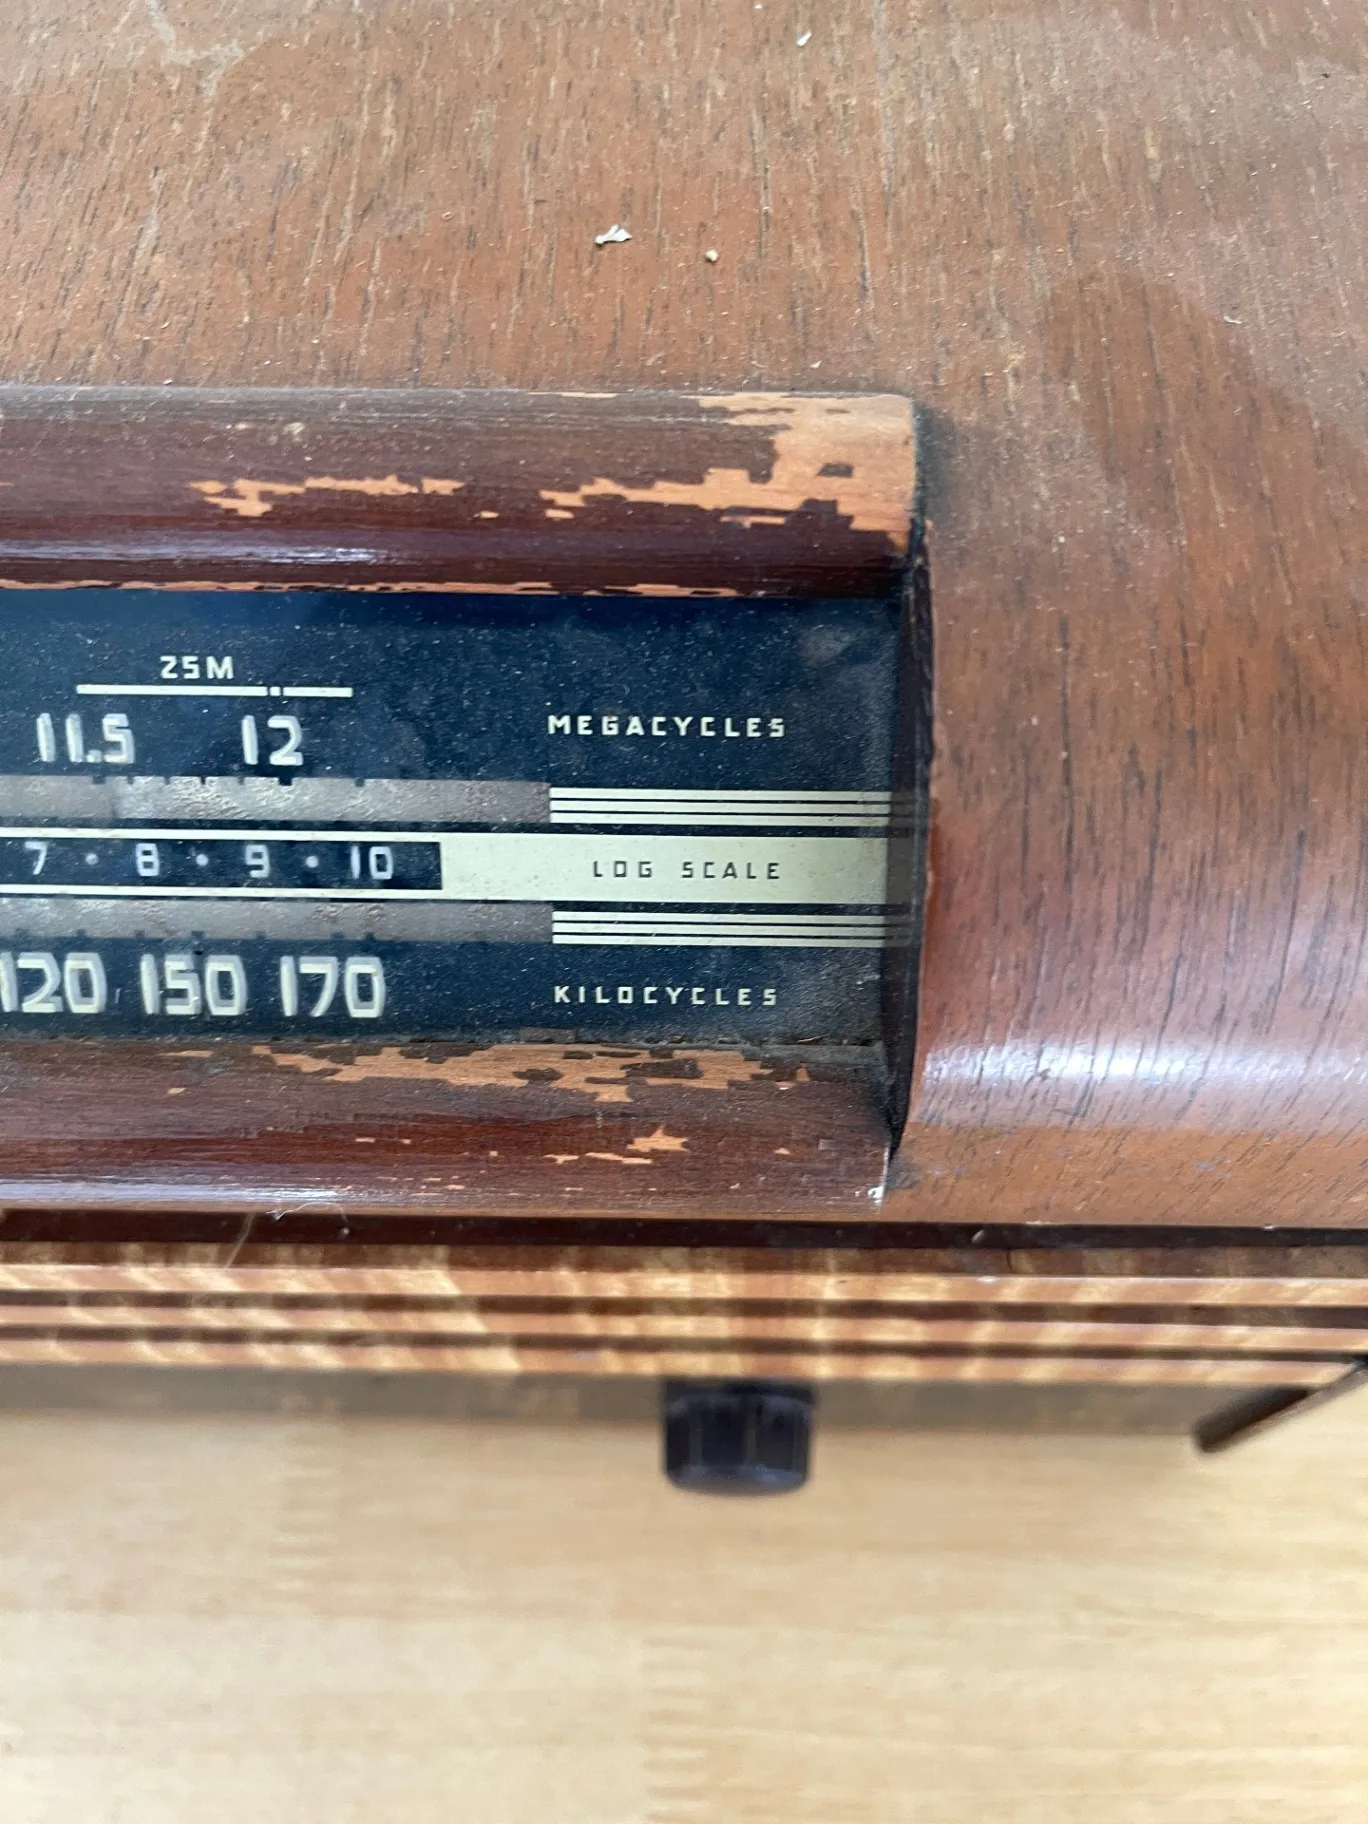 25M
11.5 12 MEGACYCLES
7 · 8 · 9 · 10 LOG SCALE
120 150 170 KILOCYCLES